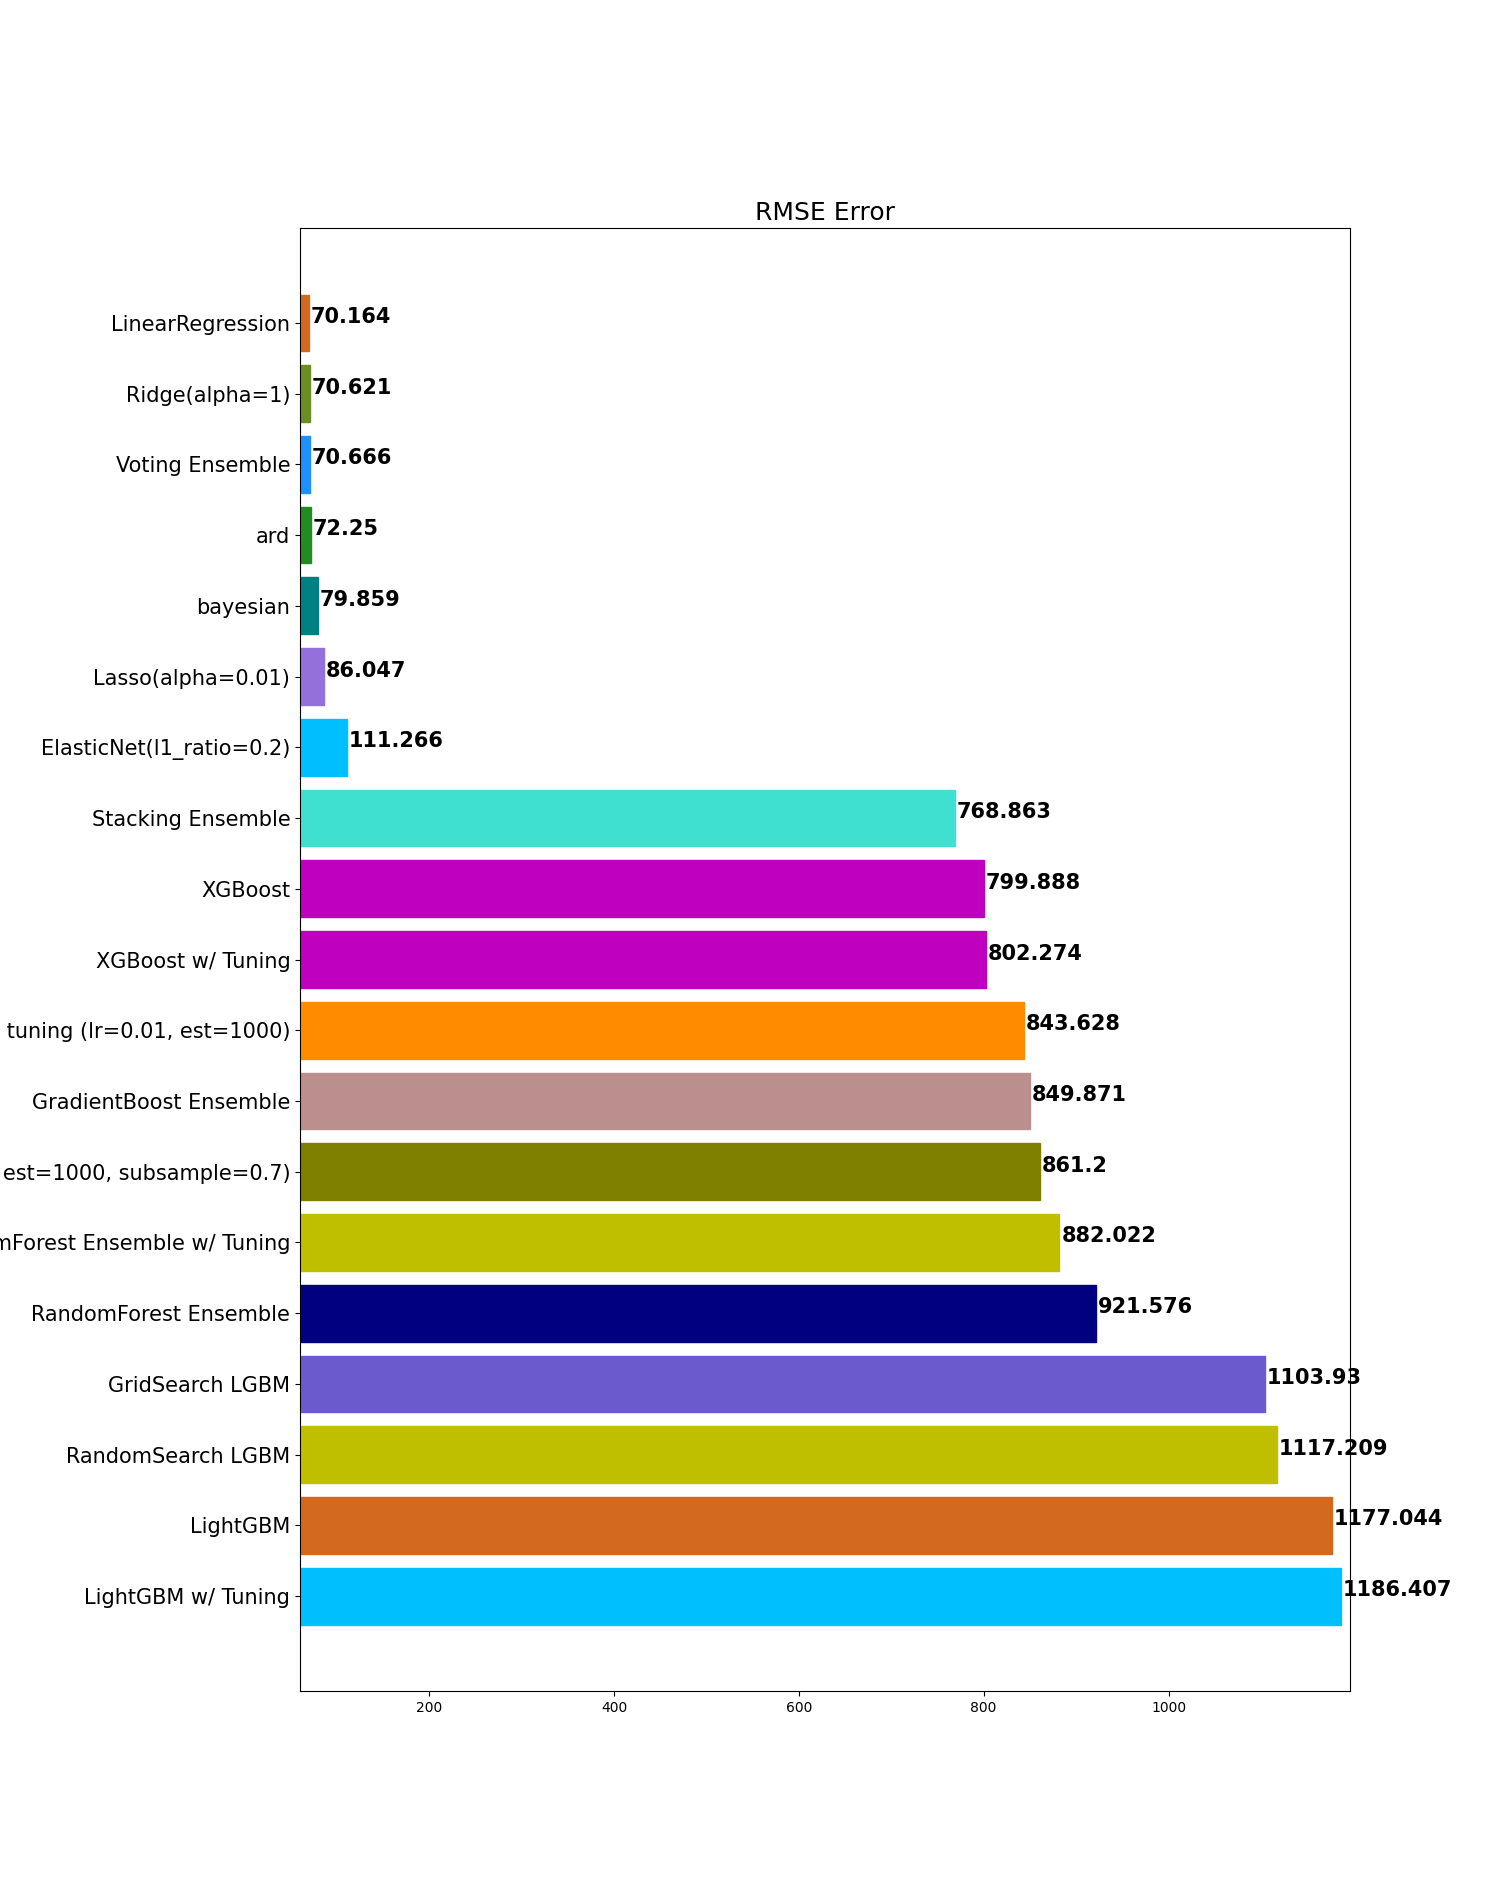 RMSE Error
LinearRegression 70.164
Ridge(alpha=1) 70.621
Voting Ensemble 70.666
ard 72.25
bayesian 79.859
Lasso(alpha=0.01) 86.047
ElasticNet(l1_ratio=0.2) 111.266
Stacking Ensemble 768.863
XGBoost 799.888
XGBoost w/ Tuning 802.274
tuning (lr=0.01, est=1000) 843.628
GradientBoost Ensemble 849.871
est=1000, subsample=0.7) 861.2
mForest Ensemble w/ Tuning 882.022
RandomForest Ensemble 921.576
GridSearch LGBM 1103.93
RandomSearch LGBM 1117.209
LightGBM 1177.044
LightGBM w/ Tuning 1186.407
200 400 600 800 1000